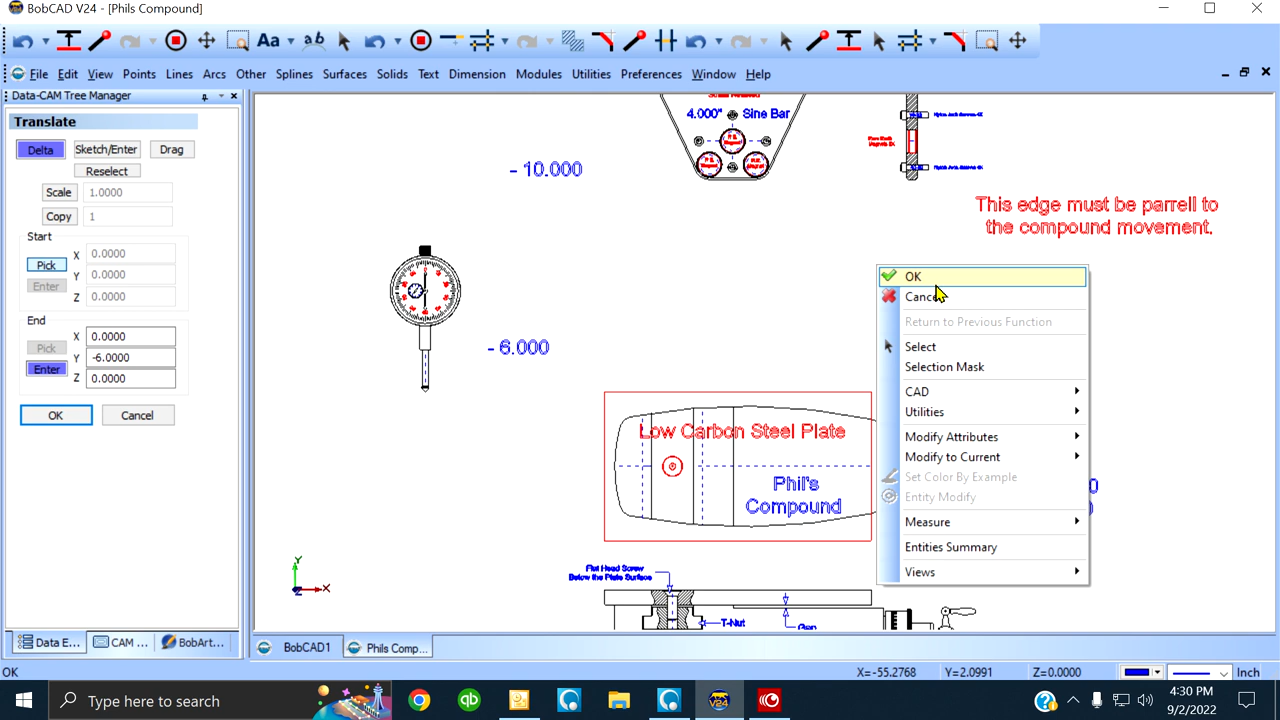 BobCAD V24 - [Phils Compound]
Aa ab
File Edit View Points Lines Arcs Other Splines Surfaces Solids Text Dimension Modules Utilities Preferences Window Help
Data-CAM Tree Manager
Translate
Delta Sketch/Enter Drag
Reselect
Scale 1.0000
Copy 1
Start
Pick X 0.0000
Y 0.0000
Enter Z 0.0000
End
Pick X 0.0000
Y -6.0000
Enter Z 0.0000
OK Cancel
Data E... CAM ... BobArt...
4.000" Sine Bar
- 10.000
This edge must be parrell to
the compound movement.
- 6.000
Low Carbon Steel Plate
Phil's
Compound
Flat Head Screw
Below the Plate Surface
T-Nut
Gap
Y
X
Z
OK
Cancel
Return to Previous Function
Select
Selection Mask
CAD
Utilities
Modify Attributes
Modify to Current
Set Color By Example
Entity Modify
Measure
Entities Summary
Views
BobCAD1 Phils Comp...
OK X=-55.2768 Y=2.0991 Z=0.0000 Inch
Type here to search
qb
V24
4:30 PM
9/2/2022